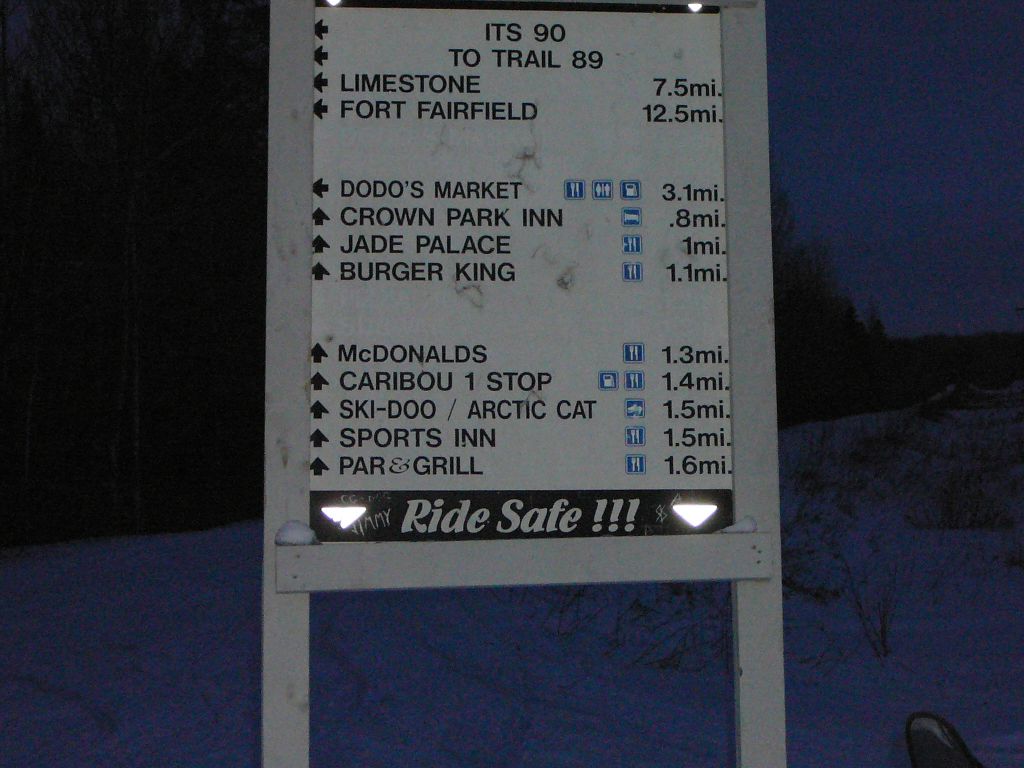 ITS 90
TO TRAIL 89
LIMESTONE 7.5mi.
FORT FAIRFIELD 12.5mi.
DODO'S MARKET 3.1mi.
CROWN PARK INN .8mi.
JADE PALACE 1mi.
BURGER KING 1.1mi.
McDONALDS 1.3mi.
CARIBOU 1 STOP 1.4mi.
SKI-DOO / ARCTIC CAT 1.5mi.
SPORTS INN 1.5mi.
PAR & GRILL 1.6mi.
JIMMY
Ride Safe !!!